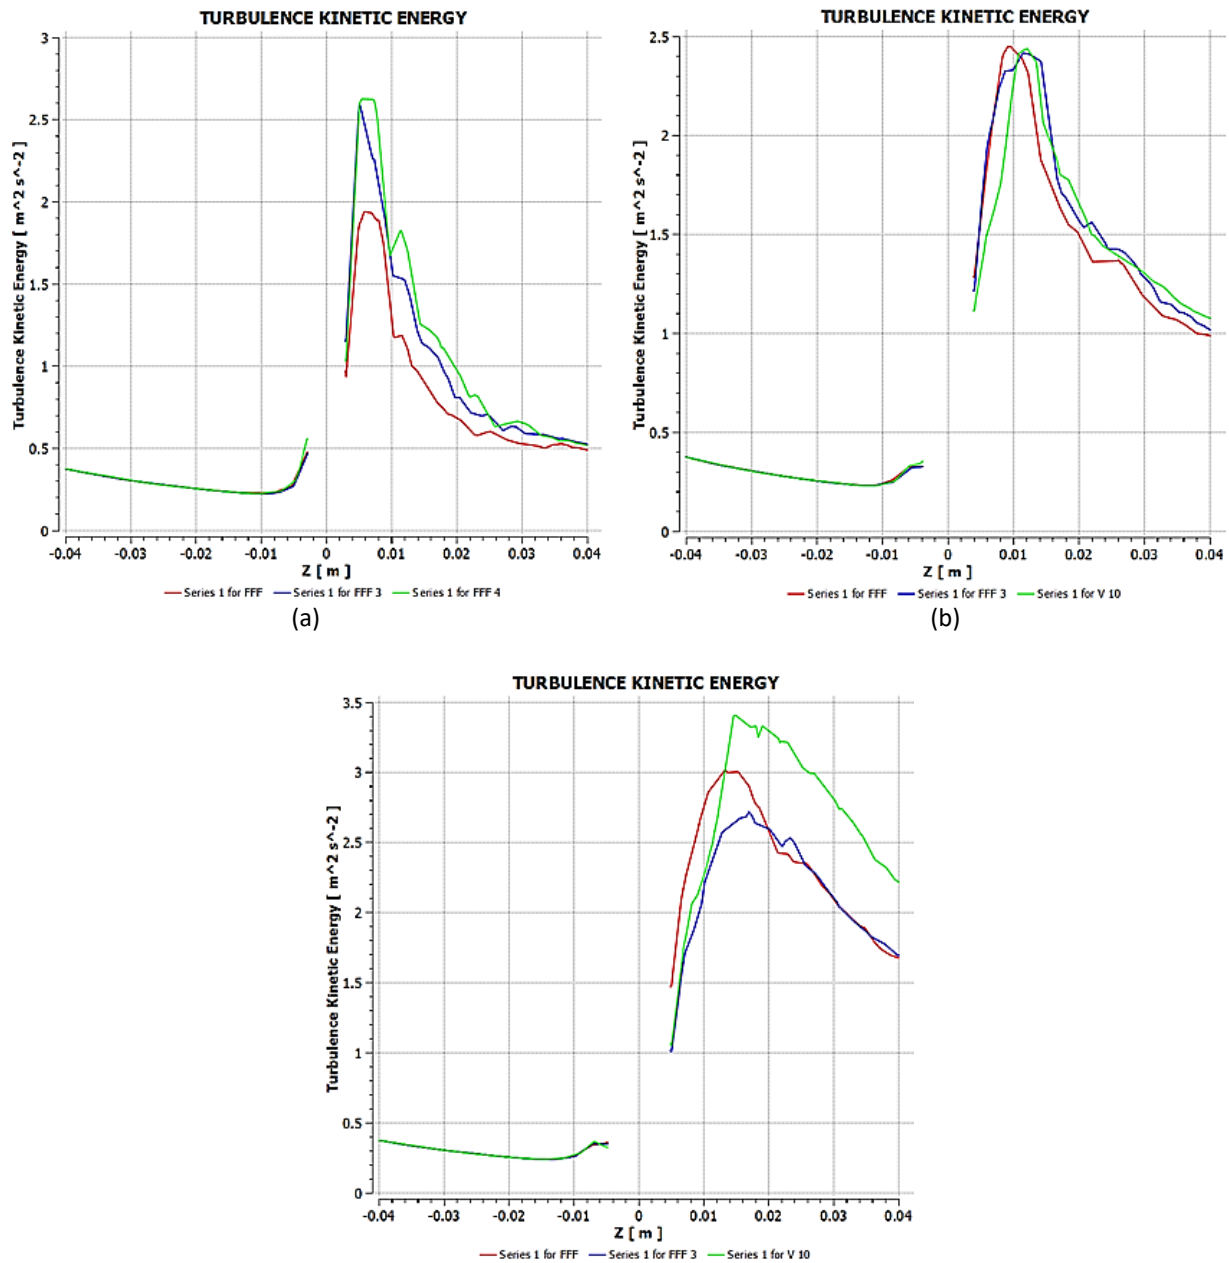 TURBULENCE KINETIC ENERGY
Turbulence Kinetic Energy [ m^2 s^-2 ]
3
2.5
2
1.5
1
0.5
0
-0.04 -0.03 -0.02 -0.01 0 0.01 0.02 0.03 0.04
Z [ m ]
Series 1 for FFF Series 1 for FFF 3 Series 1 for FFF 4
(a)
TURBULENCE KINETIC ENERGY
Turbulence Kinetic Energy [ m^2 s^-2 ]
2.5
2
1.5
1
0.5
0
-0.04 -0.03 -0.02 -0.01 0 0.01 0.02 0.03 0.04
Z [ m ]
Series 1 for FFF Series 1 for FFF 3 Series 1 for V 10
(b)
TURBULENCE KINETIC ENERGY
Turbulence Kinetic Energy [ m^2 s^-2 ]
3.5
3
2.5
2
1.5
1
0.5
0
-0.04 -0.03 -0.02 -0.01 0 0.01 0.02 0.03 0.04
Z [ m ]
Series 1 for FFF Series 1 for FFF 3 Series 1 for V 10